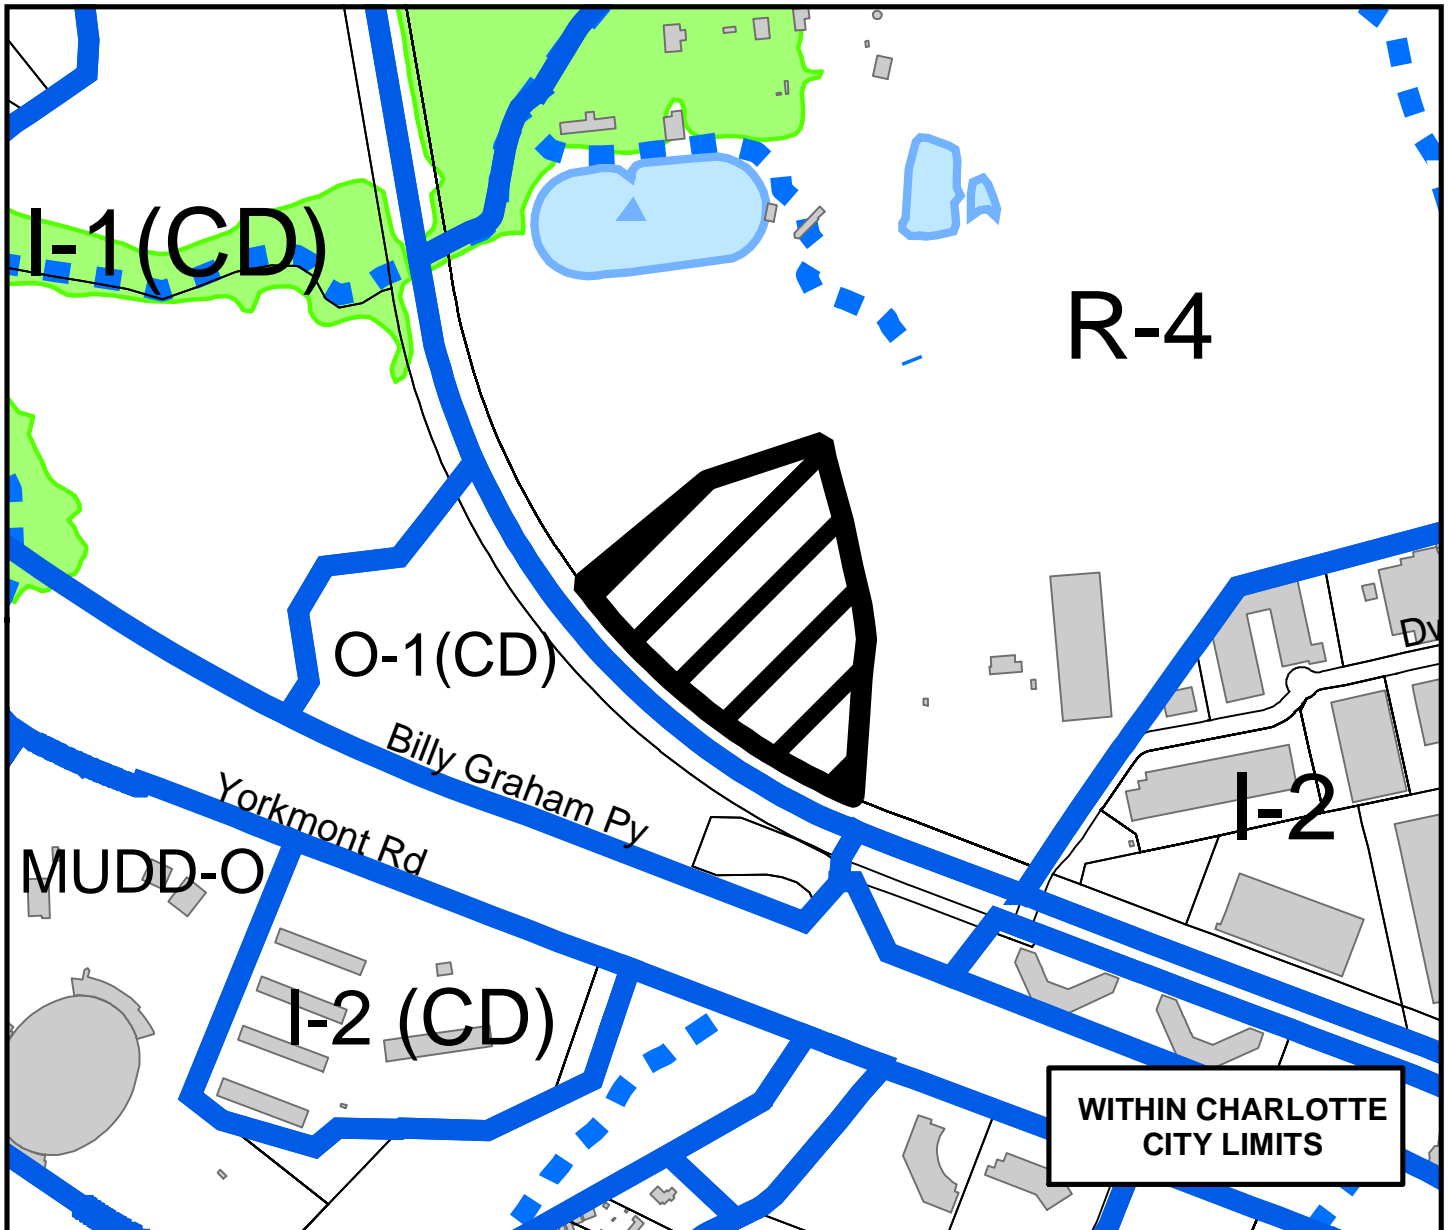 I-1(CD)
R-4
O-1(CD)
Billy Graham Py
Yorkmont Rd
MUDD-O
I-2
I-2 (CD)
WITHIN CHARLOTTE
CITY LIMITS